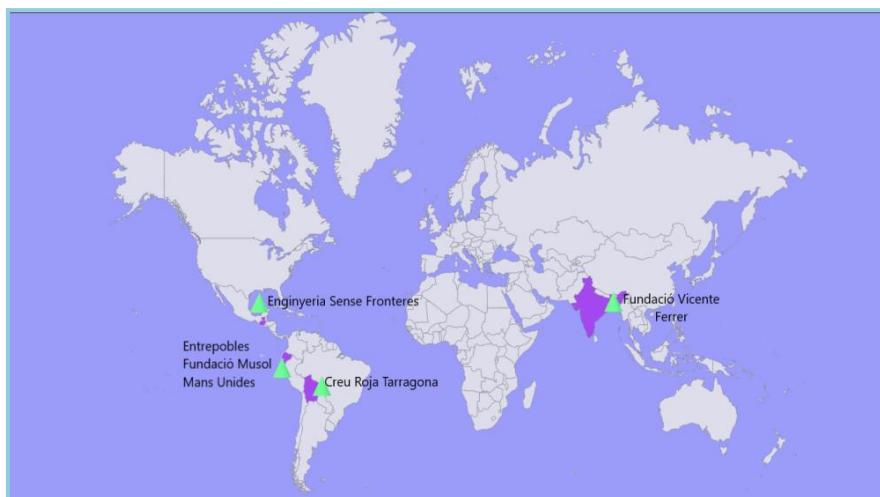 Enginyeria Sense Fronteres
Fundació Vicente
Ferrer
Entrepobles
Fundació Musol
Mans Unides
Creu Roja Tarragona